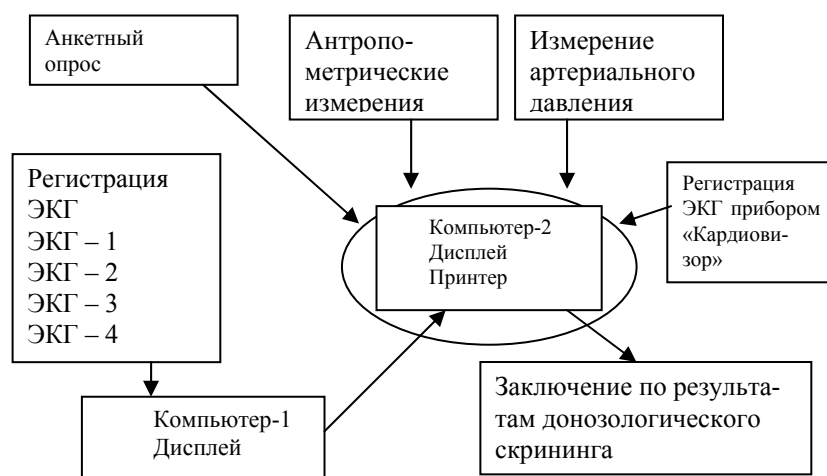 Анкетный
опрос
Антропо-
метрические
измерения
Измерение
артериального
давления
Регистрация
ЭКГ
ЭКГ – 1
ЭКГ – 2
ЭКГ – 3
ЭКГ – 4
Компьютер-2
Дисплей
Принтер
Регистрация
ЭКГ прибором
«Кардиови-
зор»
Компьютер-1
Дисплей
Заключение по результа-
там донозологического
скрининга